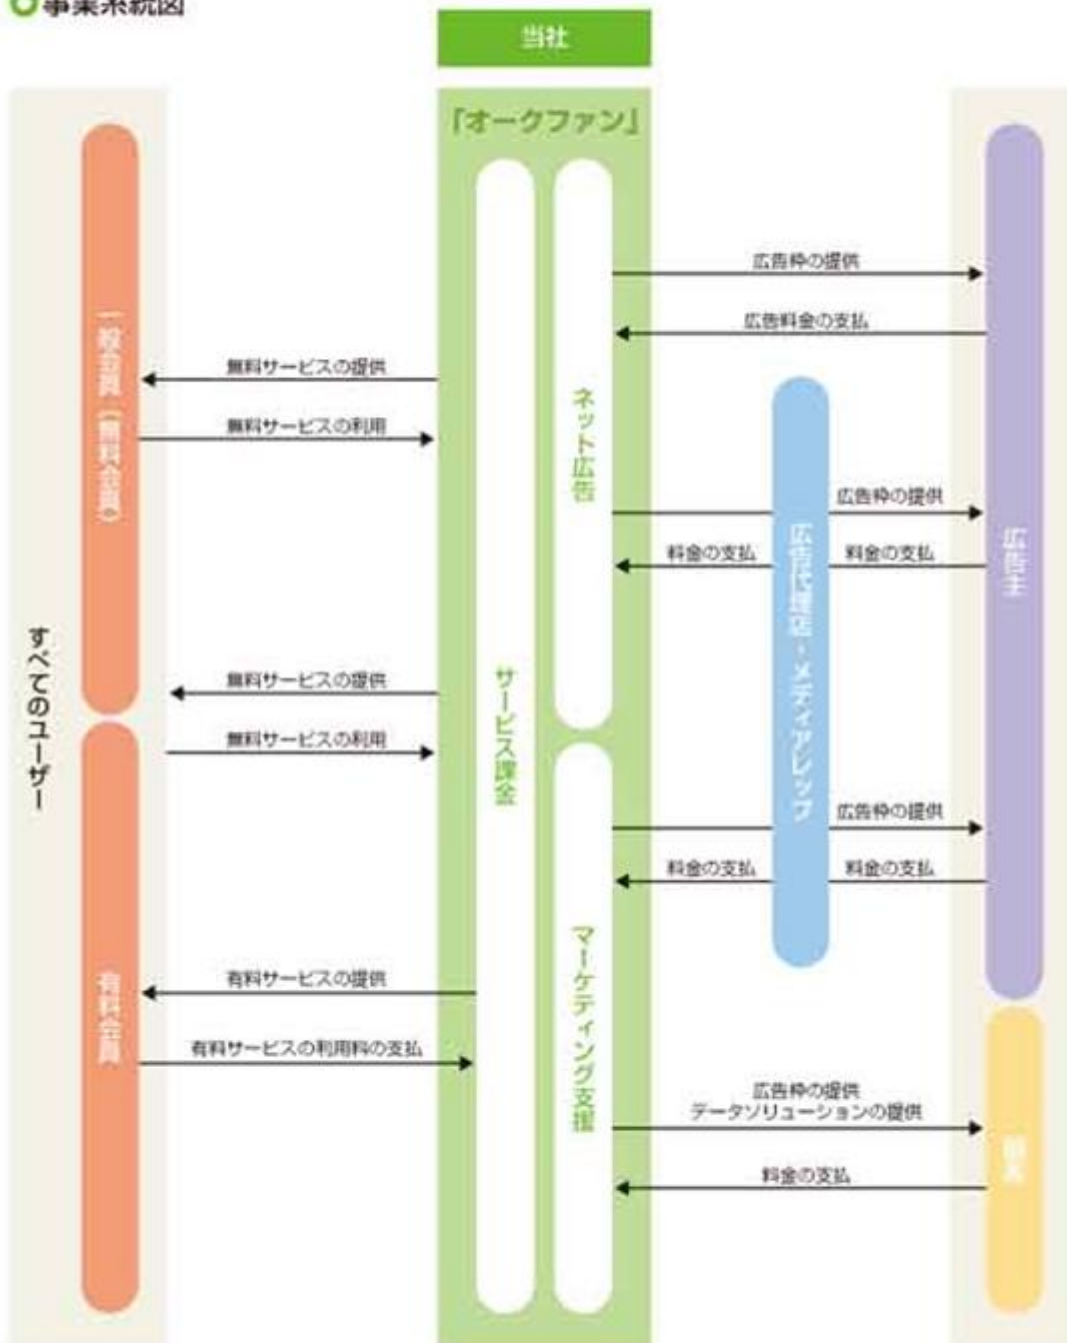 事業系統図
当社
「オークファン」
すべてのユーザー
一般会員（無料会員）
有料会員
サービス課金
ネット広告
マーケティング支援
広告代理店・メディアレップ
広告主
顧客
無料サービスの提供
無料サービスの利用
無料サービスの提供
無料サービスの利用
有料サービスの提供
有料サービスの利用料の支払
広告枠の提供
広告料金の支払
広告枠の提供
料金の支払
料金の支払
広告枠の提供
料金の支払
料金の支払
広告枠の提供
データソリューションの提供
料金の支払